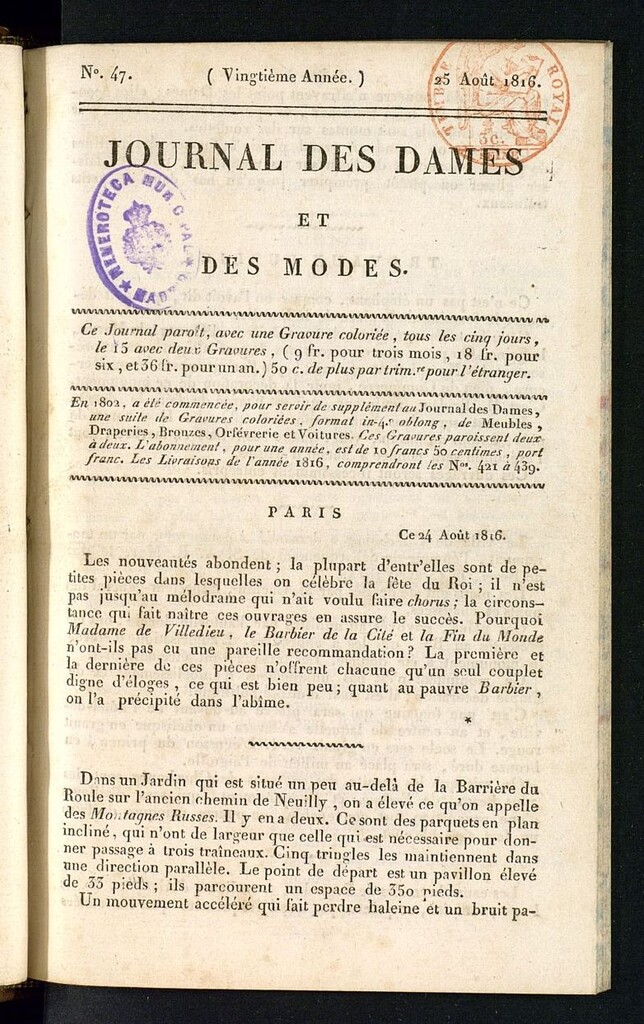 N°. 47. ( Vingtième Année. ) 25 Août 1816.
TIMBRE ROYAL
3c.
JOURNAL DES DAMES
HEMEROTECA MUNICIPAL
MADRID
ET
DES MODES.
Ce Journal paroît, avec une Gravure coloriée, tous les cinq jours,
le 15 avec deux Gravures, ( 9 fr. pour trois mois, 18 fr. pour
six, et 36 fr. pour un an. ) 50 c. de plus par trim.re pour l'étranger.
En 1802, a été commencée, pour servir de supplément au Journal des Dames,
une suite de Gravures coloriées, format in-4° oblong, de Meubles,
Draperies, Bronzes, Orfévrerie et Voitures. Ces Gravures paroissent deux
à deux. L'abonnement, pour une année, est de 10 francs 50 centimes, port
franc. Les Livraisons de l'année 1816, comprendront les Nos. 421 à 439.
PARIS
Ce 24 Août 1816.
Les nouveautés abondent ; la plupart d'entr'elles sont de pe-
tites pièces dans lesquelles on célèbre la fête du Roi ; il n'est
pas jusqu'au mélodrame qui n'ait voulu faire chorus ; la circons-
tance qui fait naître ces ouvrages en assure le succès. Pourquoi
Madame de Villedieu, le Barbier de la Cité et la Fin du Monde
n'ont-ils pas eu une pareille recommandation? La première et
la dernière de ces pièces n'offrent chacune qu'un seul couplet
digne d'éloges, ce qui est bien peu; quant au pauvre Barbier,
on l'a précipité dans l'abîme.
*
Dans un Jardin qui est situé un peu au-delà de la Barrière du
Roule sur l'ancien chemin de Neuilly, on a élevé ce qu'on appelle
des Montagnes Russes. Il y en a deux. Ce sont des parquets en plan
incliné, qui n'ont de largeur que celle qui est nécessaire pour don-
ner passage à trois traîneaux. Cinq tringles les maintiennent dans
une direction parallèle. Le point de départ est un pavillon élevé
de 33 pieds ; ils parcourent un espace de 350 pieds.
Un mouvement accéléré qui fait perdre haleine et un bruit pa-